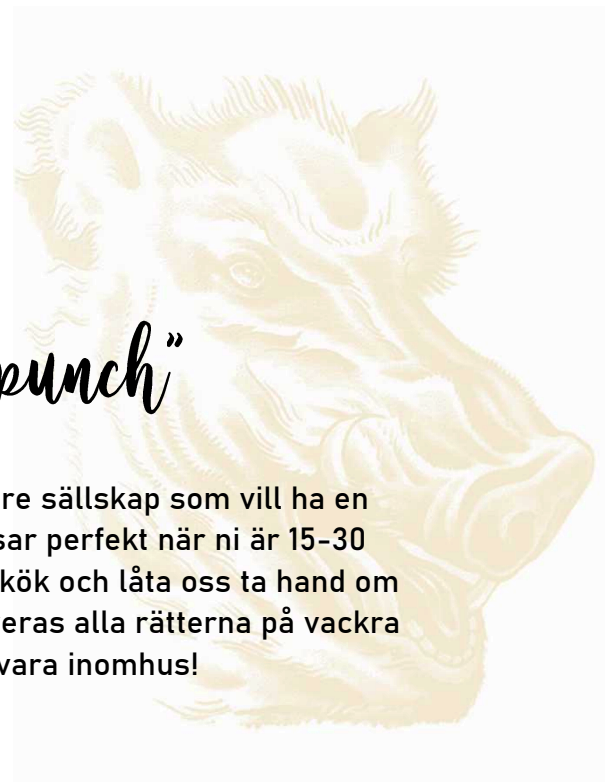 punch”
re sällskap som vill ha en
sar perfekt när ni är 15-30
kök och låta oss ta hand om
eras alla rätterna på vackra
vara inomhus!